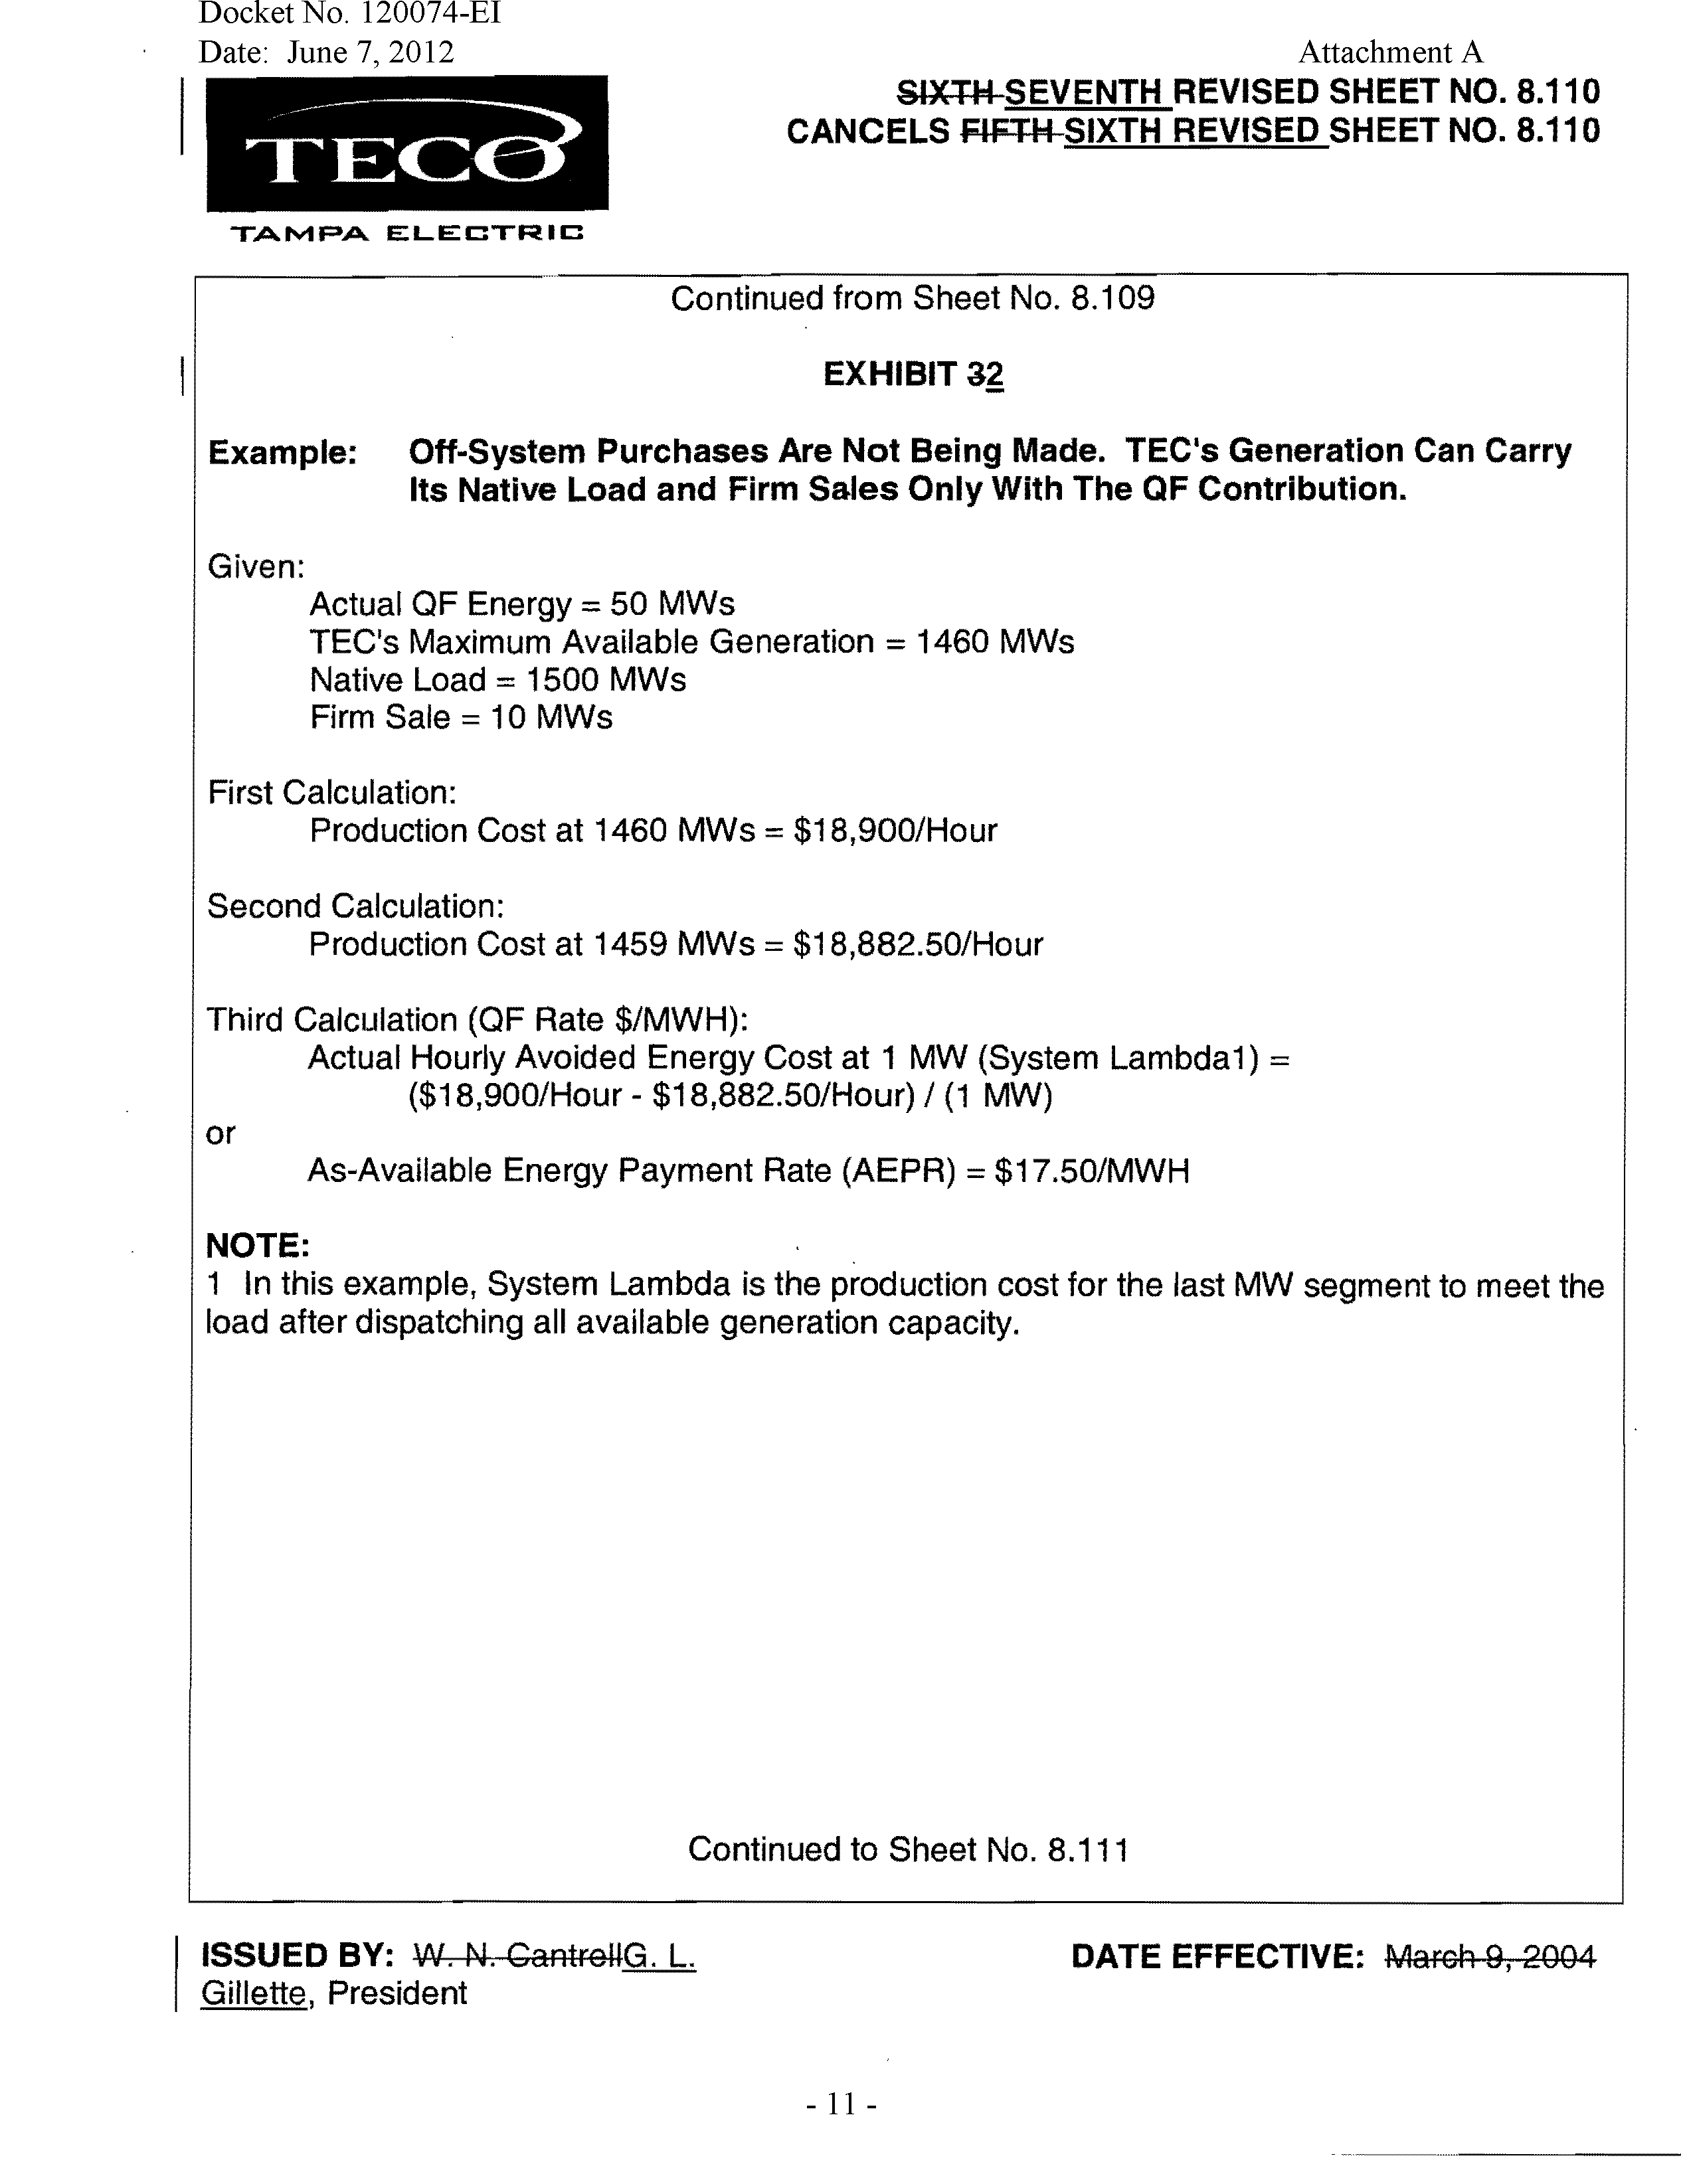 Docket No. 120074-EI
Date: June 7, 2012
Attachment A
SIXTH SEVENTH REVISED SHEET NO. 8.110
CANCELS FIFTH SIXTH REVISED SHEET NO. 8.110
TECO
TAMPA ELECTRIC
Continued from Sheet No. 8.109
EXHIBIT 32
Example: Off-System Purchases Are Not Being Made. TEC's Generation Can Carry
Its Native Load and Firm Sales Only With The QF Contribution.
Given:
Actual QF Energy = 50 MWs
TEC's Maximum Available Generation = 1460 MWs
Native Load = 1500 MWs
Firm Sale = 10 MWs
First Calculation:
Production Cost at 1460 MWs = $18,900/Hour
Second Calculation:
Production Cost at 1459 MWs = $18,882.50/Hour
Third Calculation (QF Rate $/MWH):
Actual Hourly Avoided Energy Cost at 1 MW (System Lambda1) =
($18,900/Hour - $18,882.50/Hour) / (1 MW)
or
As-Available Energy Payment Rate (AEPR) = $17.50/MWH
NOTE:
1 In this example, System Lambda is the production cost for the last MW segment to meet the
load after dispatching all available generation capacity.
Continued to Sheet No. 8.111
ISSUED BY: W. N. CantrellG. L.
Gillette, President
DATE EFFECTIVE: March 9, 2004
- 11 -